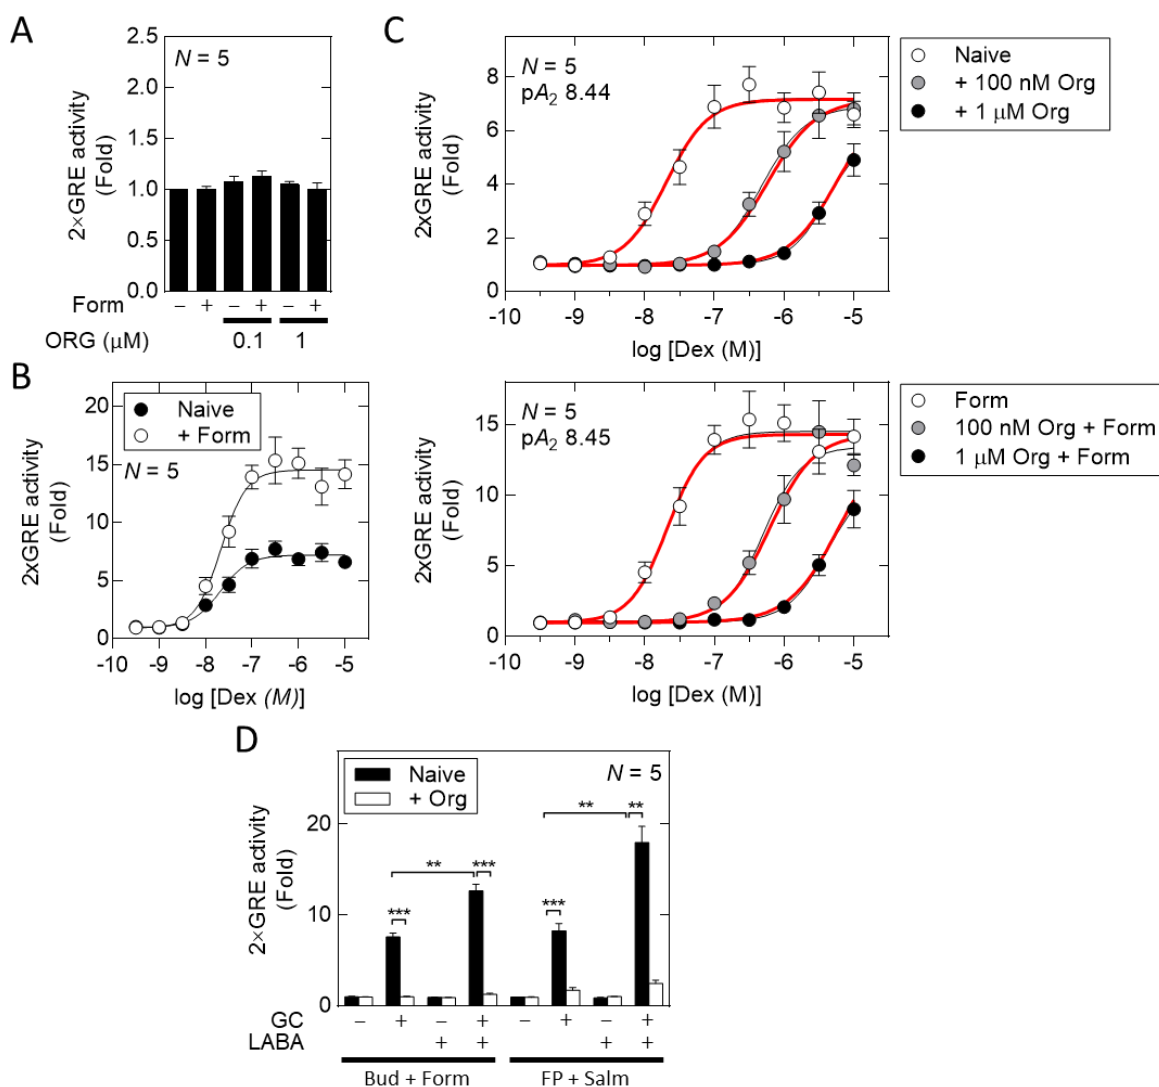 A
2×GRE activity
(Fold)
2.5
2.0
1.5
1.0
0.5
0.0
N = 5
Form
− + − + − +
ORG (μM)
0.1 1
B
2xGRE activity
(Fold)
20
15
10
5
0
Naive
+ Form
N = 5
-10 -9 -8 -7 -6 -5
log [Dex (M)]
C
2xGRE activity
(Fold)
8
6
4
2
0
N = 5
pA2 8.44
-10 -9 -8 -7 -6 -5
log [Dex (M)]
Naive
+ 100 nM Org
+ 1 μM Org
2xGRE activity
(Fold)
15
10
5
0
N = 5
pA2 8.45
-10 -9 -8 -7 -6 -5
log [Dex (M)]
Form
100 nM Org + Form
1 μM Org + Form
D
2×GRE activity
(Fold)
20
10
0
Naive
+ Org
N = 5
*** ** *** *** ** **
GC − + − + − + − +
LABA + + + +
Bud + Form FP + Salm